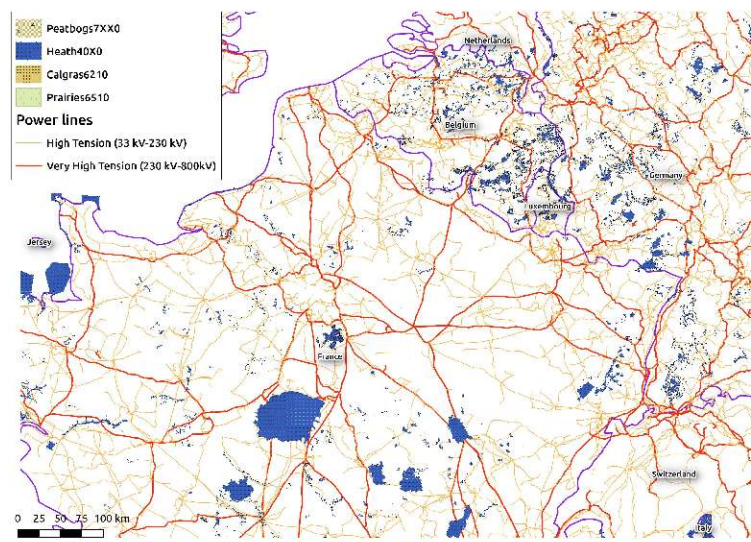 Peatbogs7XX0
Heath40X0
Calgras6210
Prairies6510
Power lines
High Tension (33 kV-230 kV)
Very High Tension (230 kV-800kV)
Netherlands
Belgium
Germany
Luxembourg
Jersey
France
Switzerland
Italy
0 25 50 75 100 km